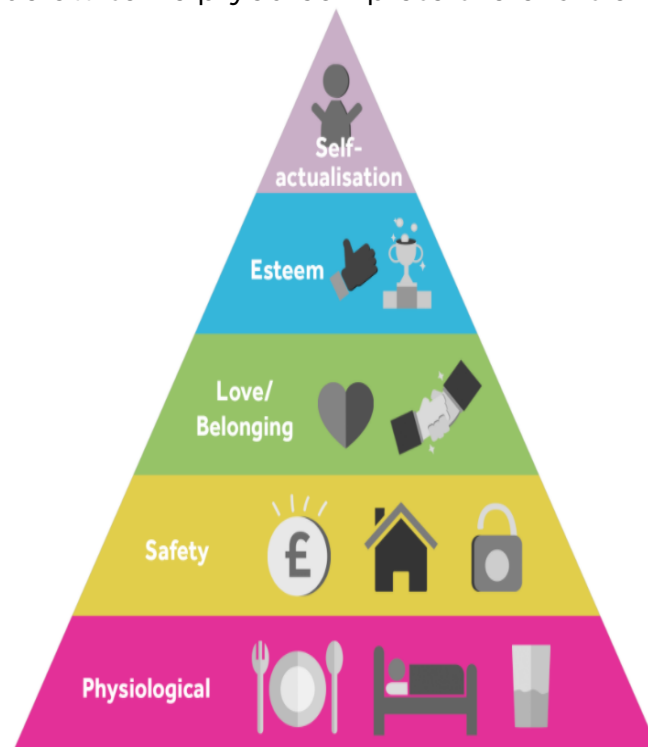 Self-
actualisation
Esteem
Love/
Belonging
Safety
£
Physiological